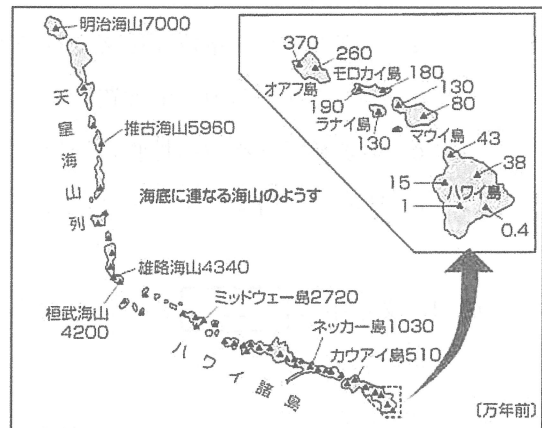 明治海山7000
天皇海山列
推古海山5960
海底に連なる海山のようす
雄略海山4340
桓武海山
4200
ミッドウェー島2720
ネッカー島1030
カウアイ島510
ハワイ諸島
〔万年前〕
370
260
オアフ島
モロカイ島
180
190
ラナイ島
130
130
80
マウイ島
43
38
15
ハワイ島
1
0.4